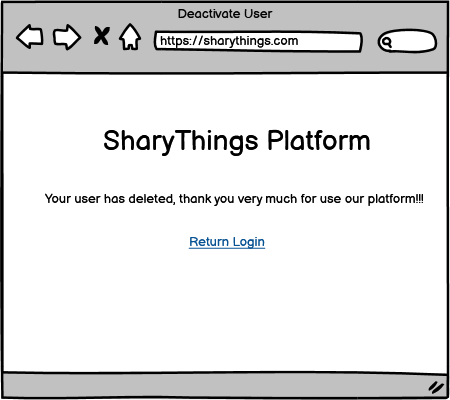 Deactivate User
https://sharythings.com
SharyThings Platform
Your user has deleted, thank you very much for use our platform!!!
Return Login